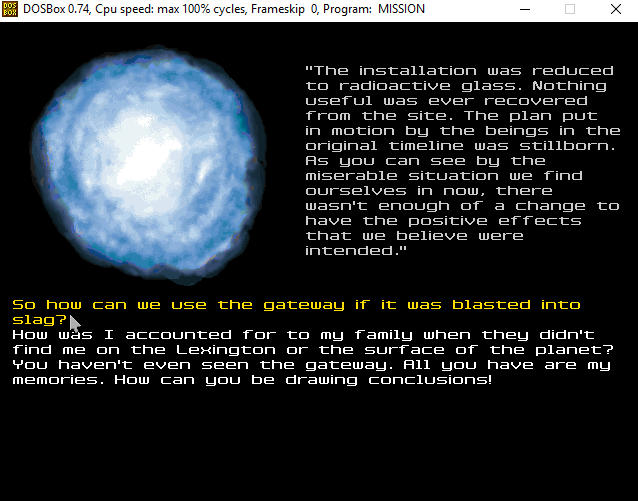 DOS
BOX
DOSBox 0.74, Cpu speed: max 100% cycles, Frameskip 0, Program: MISSION
"The installation was reduced
to radioactive glass. Nothing
useful was ever recovered
from the site. The plan put
in motion by the beings in the
original timeline was stillborn.
As you can see by the
miserable situation we find
ourselves in now, there
wasn't enough of a change to
have the positive effects
that we believe were
intended."
So how can we use the gateway if it was blasted into
slag?
How was I accounted for to my family when they didn't
find me on the Lexington or the surface of the planet?
You haven't even seen the gateway. All you have are my
memories. How can you be drawing conclusions!